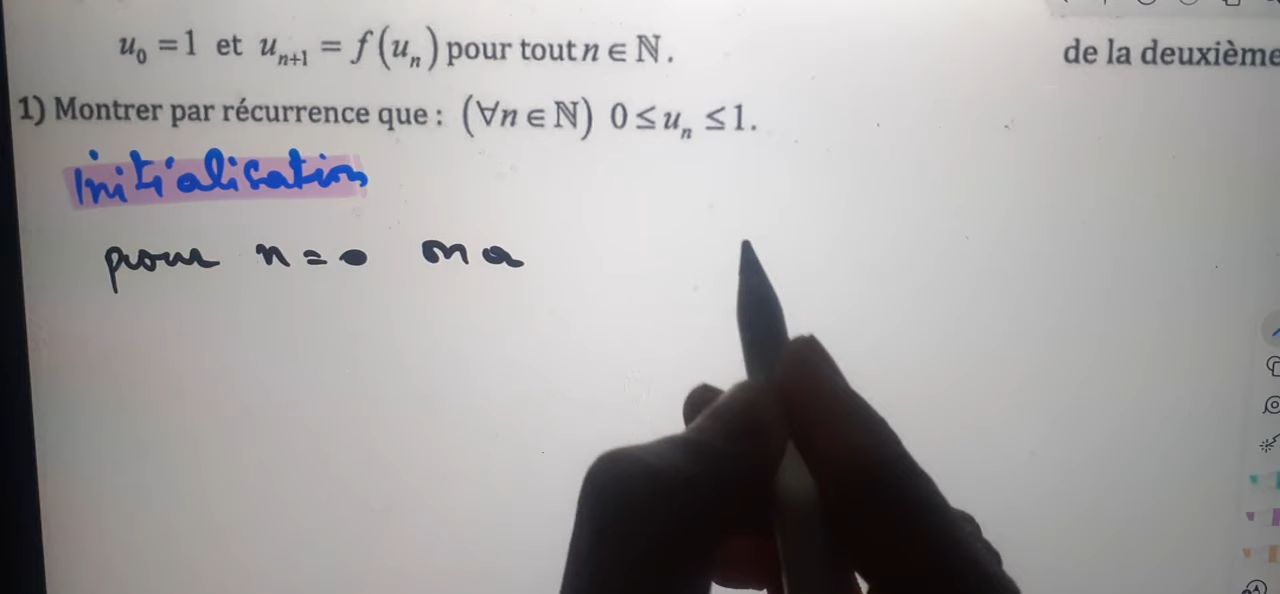 u₀ = 1 et uₙ₊₁ = f(uₙ) pour tout n ∈ ℕ.
de la deuxième
1) Montrer par récurrence que : (∀n ∈ ℕ) 0 ≤ uₙ ≤ 1.
Initialisation
pour n = 0 on a